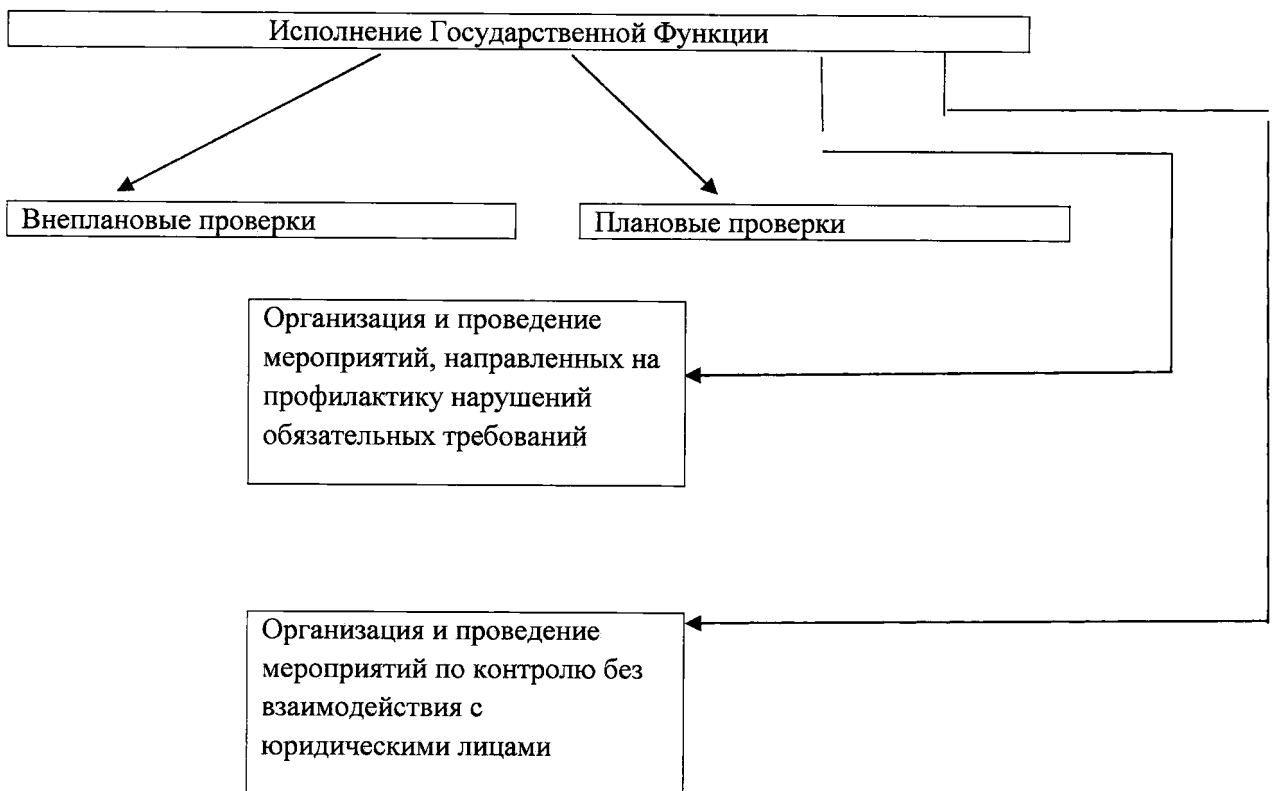 Исполнение Государственной Функции
Внеплановые проверки
Плановые проверки
Организация и проведение
мероприятий, направленных на
профилактику нарушений
обязательных требований
Организация и проведение
мероприятий по контролю без
взаимодействия с
юридическими лицами